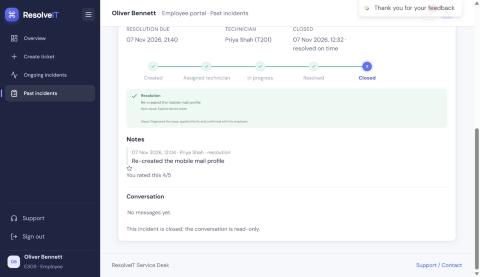 ResolveIT
Overview
Create ticket
Ongoing incidents
Past incidents
Support
Sign out
OB
Oliver Bennett
E309 · Employee
Oliver Bennett · Employee portal · Past incidents
Thank you for your feedback
RESOLUTION DUE
07 Nov 2026, 21:40
TECHNICIAN
Priya Shah (T201)
CLOSED
07 Nov 2026, 12:32 ·
resolved on time
Created
Assigned technician
In progress
Resolved
Closed
Resolution
Re-created the mobile mail profile
Notes
07 Nov 2026, 12:04 · Priya Shah · resolution
Re-created the mobile mail profile
You rated this 4/5
Conversation
No messages yet.
This incident is closed; the conversation is read-only.
ResolveIT Service Desk
Support / Contact